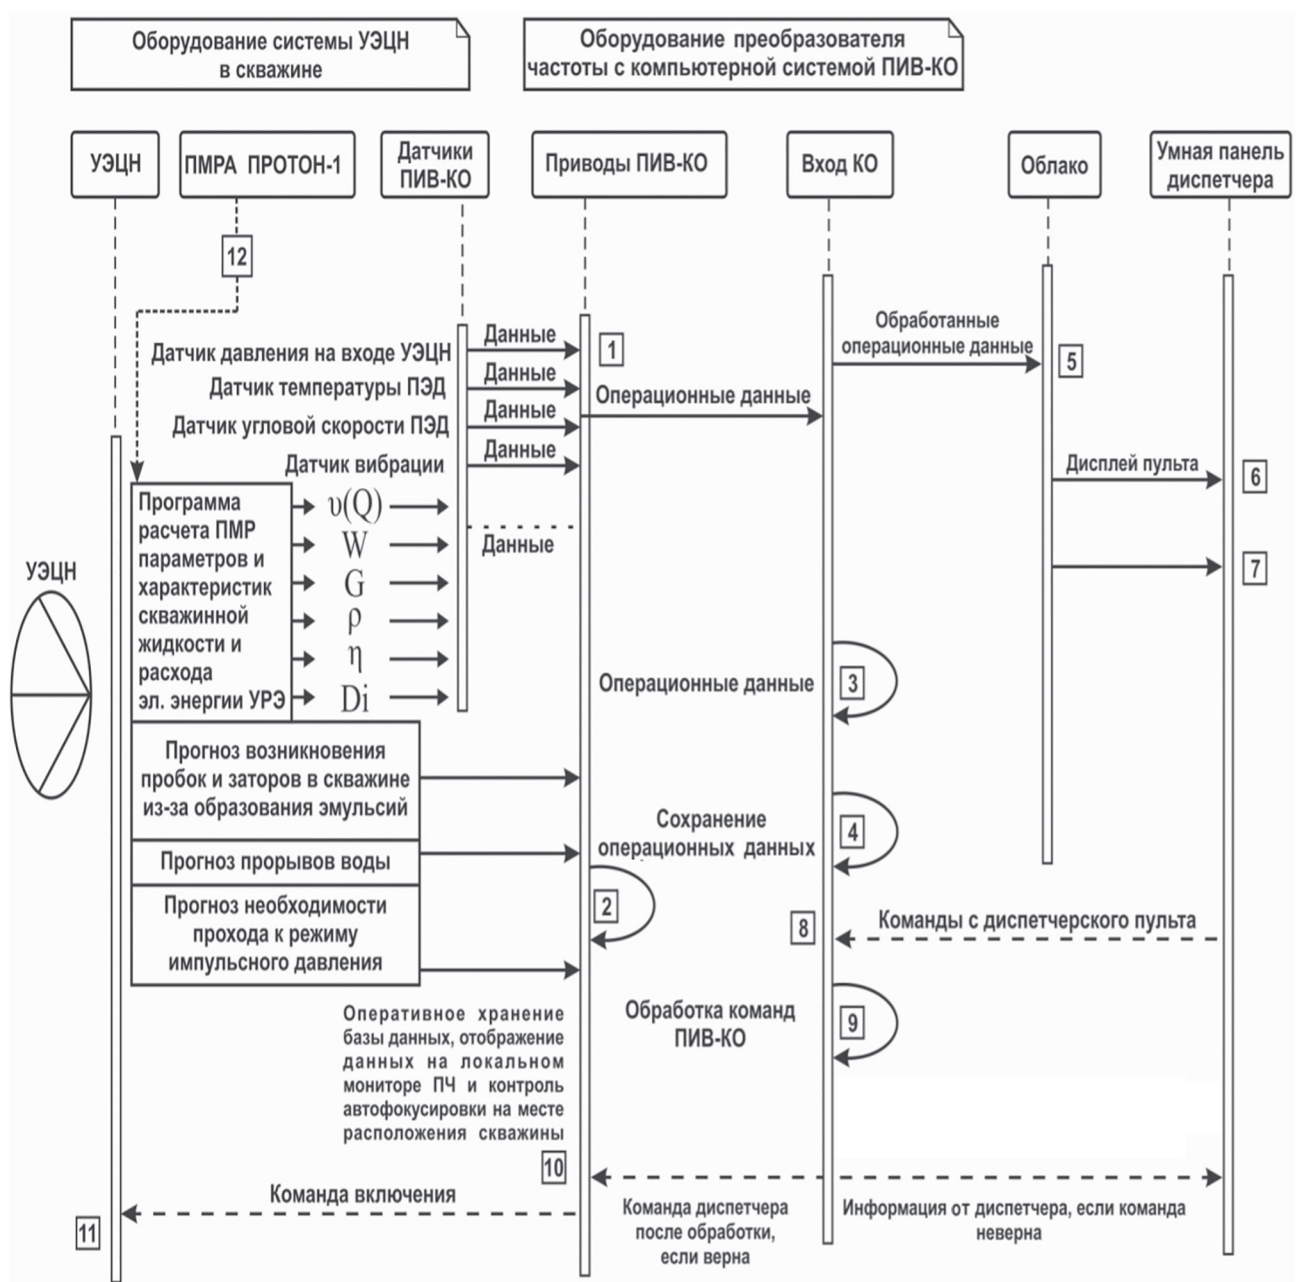 Оборудование системы УЭЦН
в скважине
Оборудование преобразователя
частоты с компьютерной системой ПИВ-КО
УЭЦН
ПМРА ПРОТОН-1
Датчики
ПИВ-КО
Приводы ПИВ-КО
Вход КО
Облако
Умная панель
диспетчера
12
Датчик давления на входе УЭЦН
Данные
1
Датчик температуры ПЭД
Данные
Датчик угловой скорости ПЭД
Данные
Датчик вибрации
Данные
Операционные данные
Обработанные
операционные данные
5
Дисплей пульта
6
7
Программа
расчета ПМР
параметров и
характеристик
скважинной
жидкости и
расхода
эл. энергии УРЭ
υ(Q)
W
G
ρ
η
Di
Данные
УЭЦН
Операционные данные
3
Прогноз возникновения
пробок и заторов в скважине
из-за образования эмульсий
Сохранение
операционных данных
4
Прогноз прорывов воды
2
Прогноз необходимости
прохода к режиму
импульсного давления
8
Команды с диспетчерского пульта
Обработка команд
ПИВ-КО
9
Оперативное хранение
базы данных, отображение
данных на локальном
мониторе ПЧ и контроль
автофокусировки на месте
расположения скважины
10
Команда включения
11
Команда диспетчера
после обработки,
если верна
Информация от диспетчера, если команда
неверна